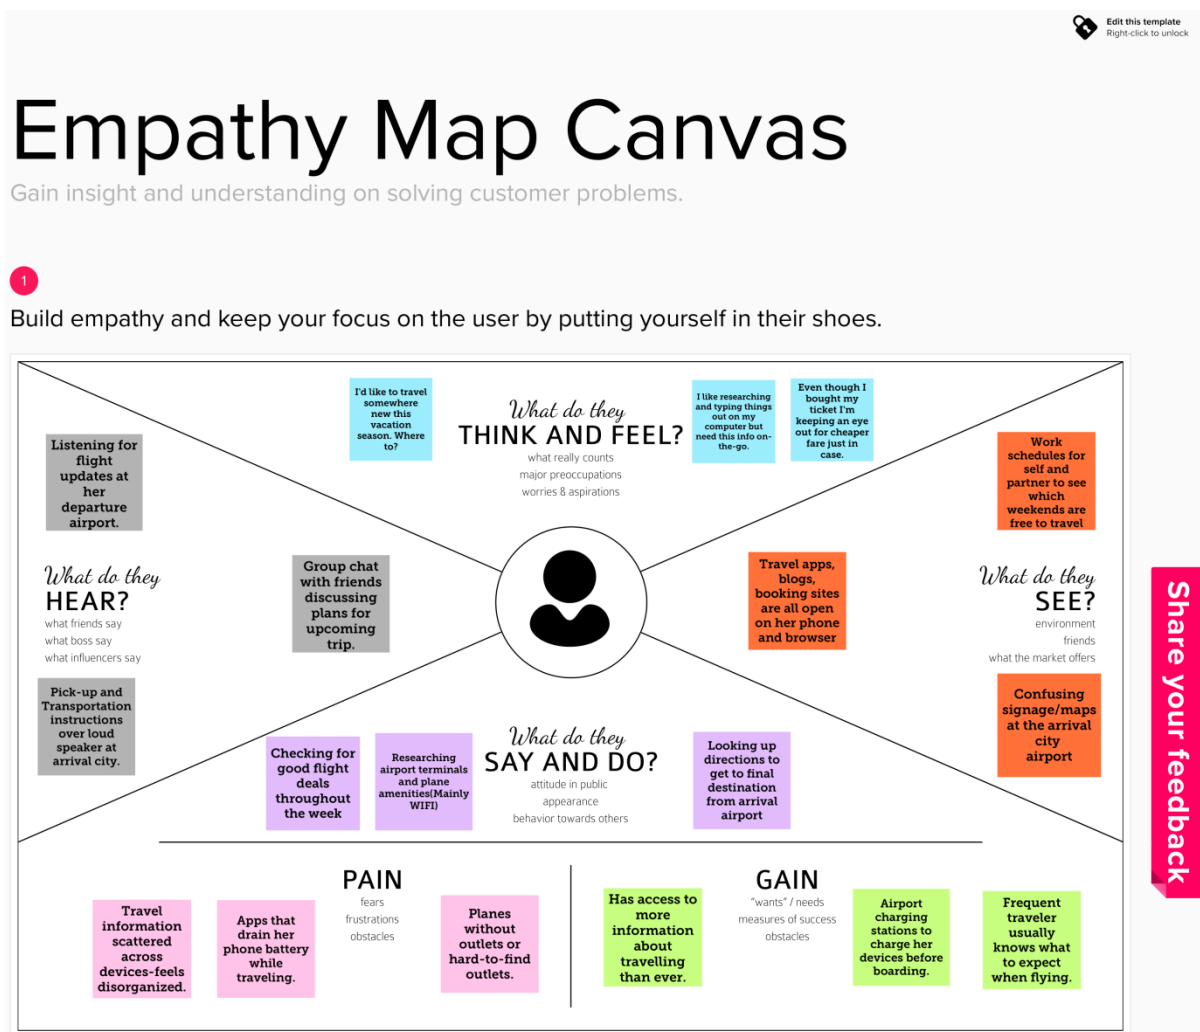 Edit this template
Right-click to unlock
Empathy Map Canvas
Gain insight and understanding on solving customer problems.
1
Build empathy and keep your focus on the user by putting yourself in their shoes.
What do they
THINK AND FEEL?
what really counts
major preoccupations
worries & aspirations
I'd like to travel
somewhere
new this
vacation
season. Where
to?
I like researching
and typing things
out on my
computer but
need this info on-
the-go.
Even though I
bought my
ticket I'm
keeping an eye
out for cheaper
fare just in
case.
Listening for
flight
updates at
her
departure
airport.
What do they
HEAR?
what friends say
what boss say
what influencers say
Group chat
with friends
discussing
plans for
upcoming
trip.
Pick-up and
Transportation
instructions
over loud
speaker at
arrival city.
Work
schedules for
self and
partner to see
which
weekends are
free to travel
Travel apps,
blogs,
booking sites
are all open
on her phone
and browser
What do they
SEE?
environment
friends
what the market offers
Confusing
signage/maps
at the arrival
city
airport
What do they
SAY AND DO?
attitude in public
appearance
behavior towards others
Checking for
good flight
deals
throughout
the week
Researching
airport terminals
and plane
amenities(Mainly
WIFI)
Looking up
directions to
get to final
destination
from arrival
airport
PAIN
fears
frustrations
obstacles
Travel
information
scattered
across
devices-feels
disorganized.
Apps that
drain her
phone battery
while
traveling.
Planes
without
outlets or
hard-to-find
outlets.
GAIN
"wants" / needs
measures of success
obstacles
Has access to
more
information
about
travelling
than ever.
Airport
charging
stations to
charge her
devices before
boarding.
Frequent
traveler
usually
knows what
to expect
when flying.
Share your feedback